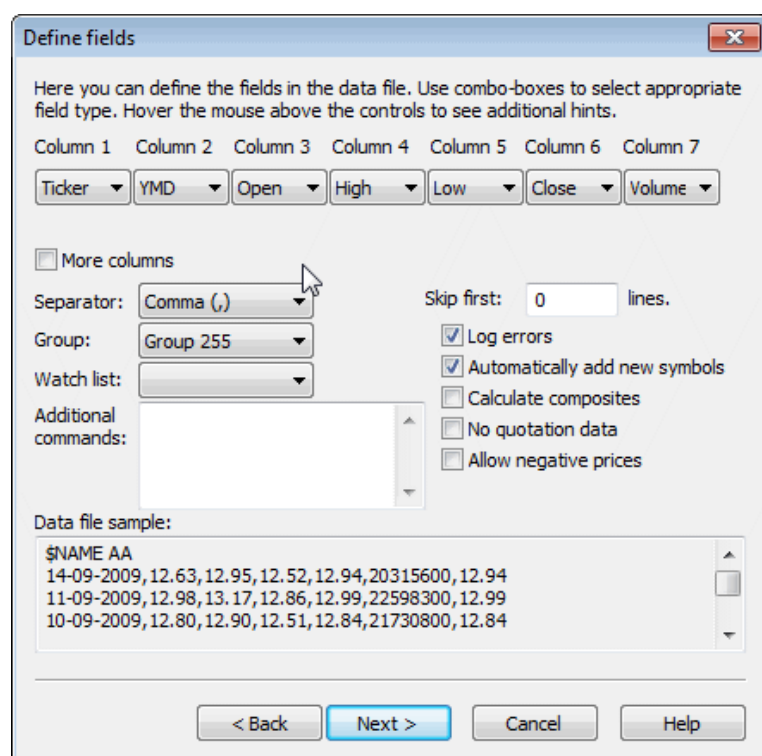 Define fields
Here you can define the fields in the data file. Use combo-boxes to select appropriate
field type. Hover the mouse above the controls to see additional hints.
Column 1 Column 2 Column 3 Column 4 Column 5 Column 6 Column 7
Ticker YMD Open High Low Close Volume
More columns
Separator: Comma (,) Skip first: 0 lines.
Group: Group 255 Log errors
Watch list: Automatically add new symbols
Calculate composites
Additional
commands:
No quotation data
Allow negative prices
Data file sample:
$NAME AA
14-09-2009,12.63,12.95,12.52,12.94,20315600,12.94
11-09-2009,12.98,13.17,12.86,12.99,22598300,12.99
10-09-2009,12.80,12.90,12.51,12.84,21730800,12.84
< Back Next > Cancel Help